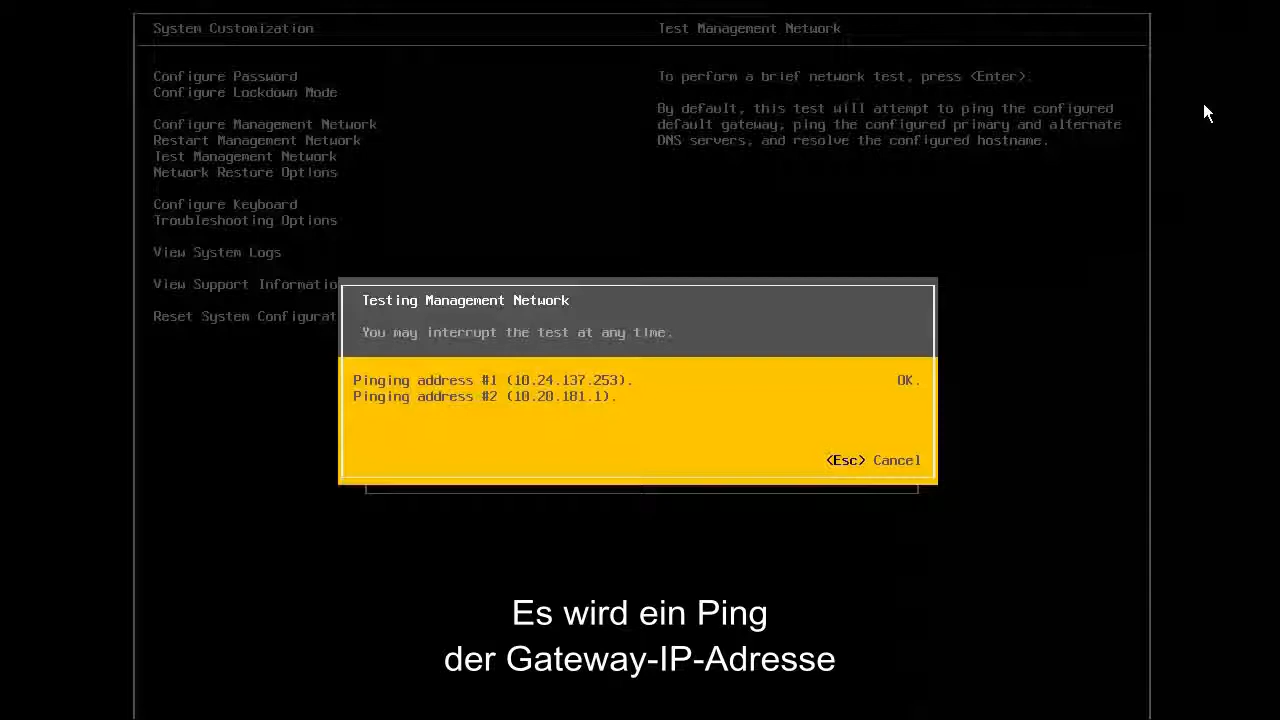 System Customization
Test Management Network
Configure Password
Configure Lockdown Mode
Configure Management Network
Restart Management Network
Test Management Network
Network Restore Options
Configure Keyboard
Troubleshooting Options
View System Logs
View Support Informatio
Reset System Configurat
To perform a brief network test, press <Enter>.
By default, this test will attempt to ping the configured
default gateway, ping the configured primary and alternate
DNS servers, and resolve the configured hostname.
Testing Management Network
You may interrupt the test at any time.
Pinging address #1 (10.24.137.253). OK.
Pinging address #2 (10.20.181.1).
<Esc> Cancel
Es wird ein Ping
der Gateway-IP-Adresse